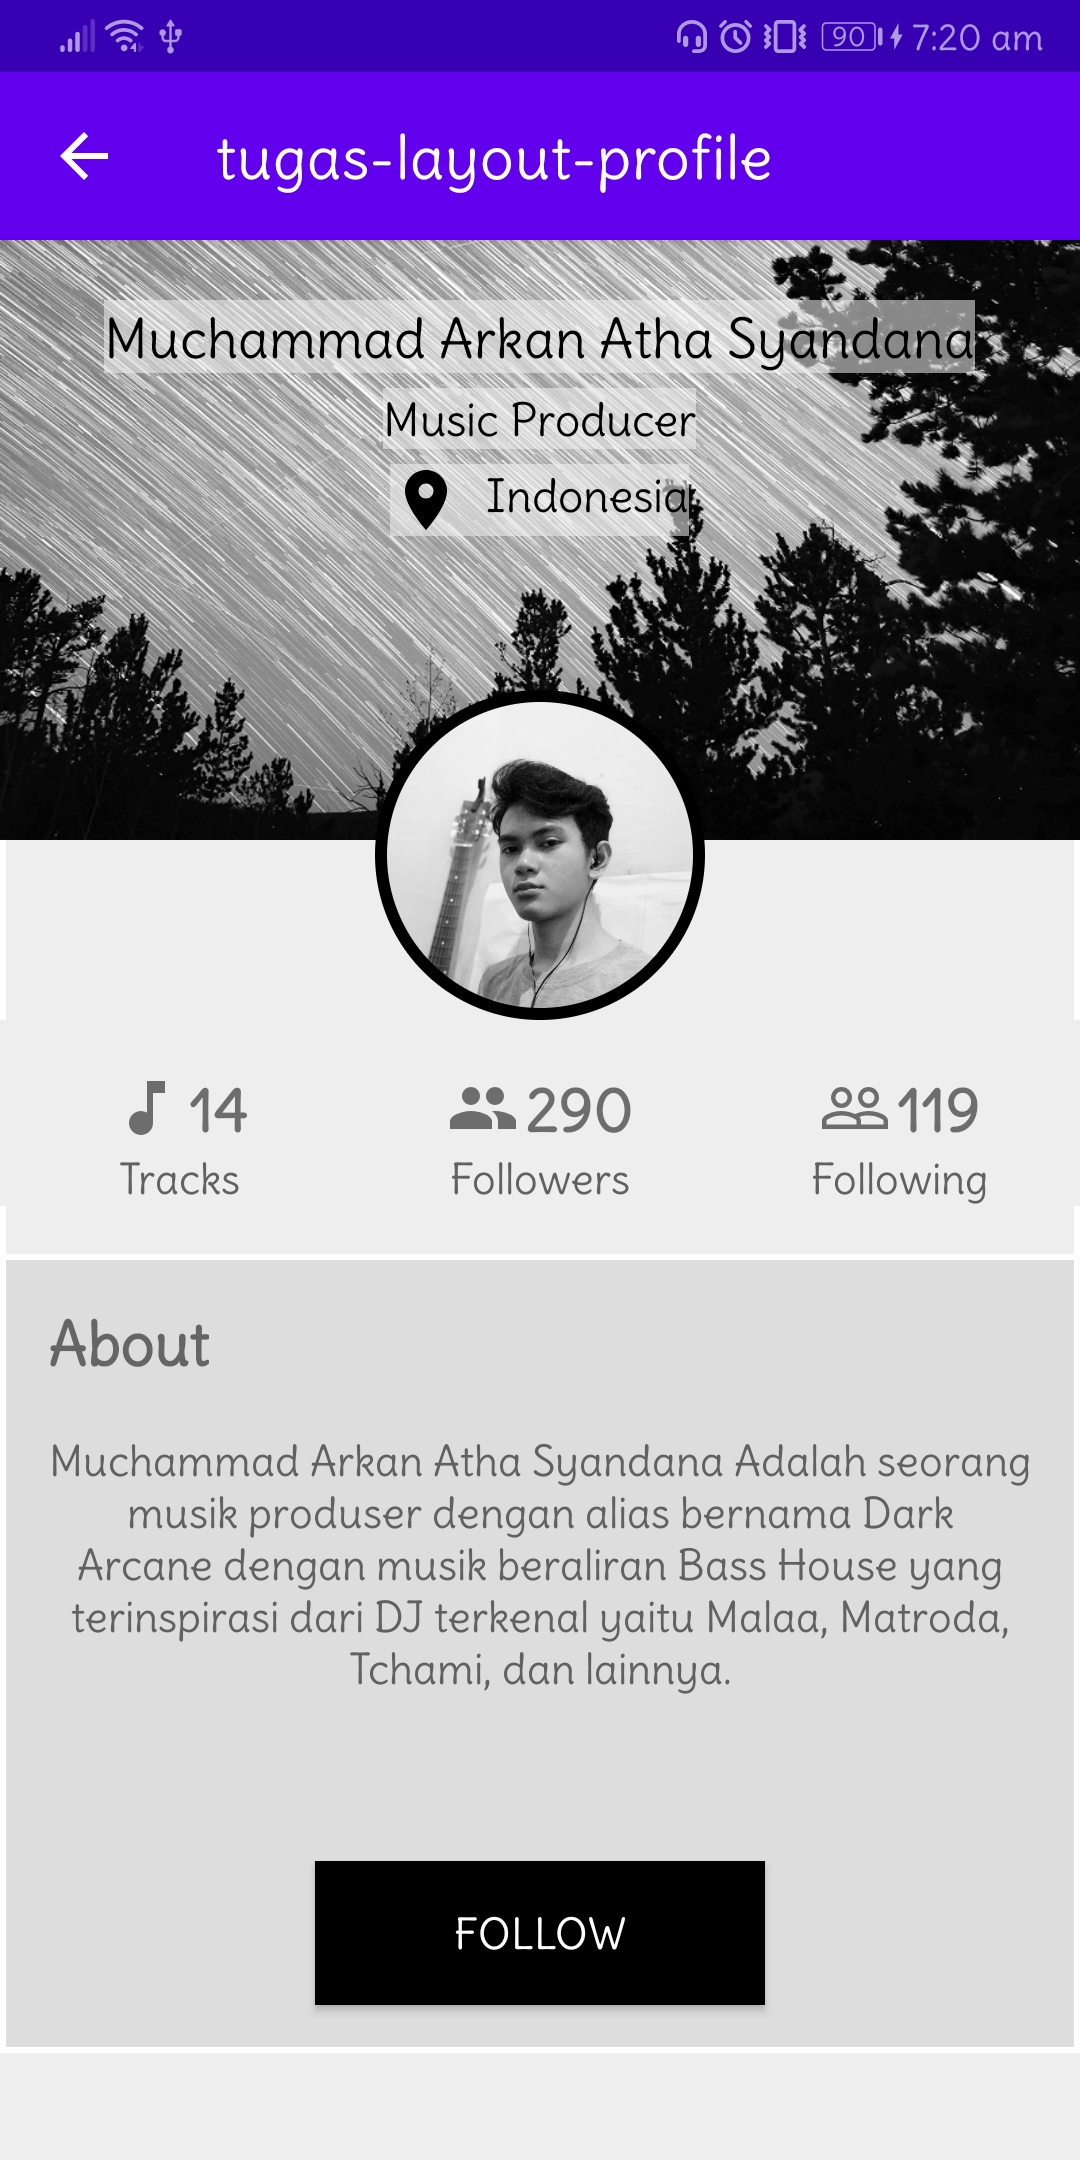 90 7:20 am
tugas-layout-profile
Muchammad Arkan Atha Syandana
Music Producer
Indonesia
14 290 119
Tracks Followers Following
About
Muchammad Arkan Atha Syandana Adalah seorang
musik produser dengan alias bernama Dark
Arcane dengan musik beraliran Bass House yang
terinspirasi dari DJ terkenal yaitu Malaa, Matroda,
Tchami, dan lainnya.
FOLLOW